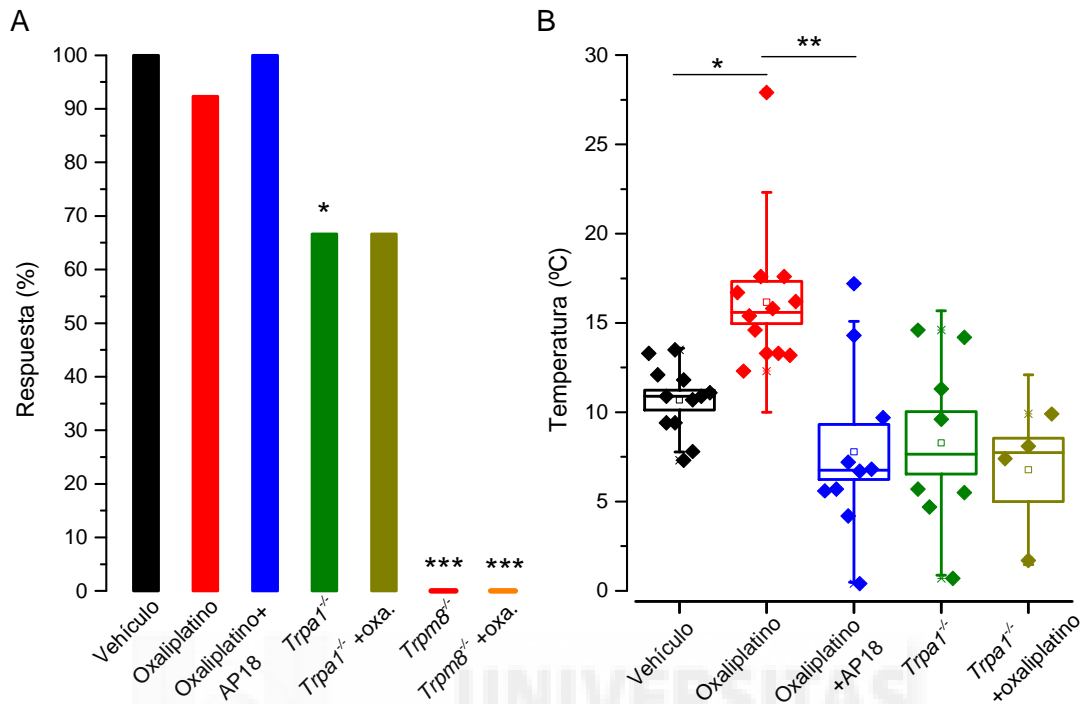 A
B
Respuesta (%)
100
90
80
70
60
50
40
30
20
10
0
*
***
***
Vehículo
Oxaliplatino
Oxaliplatino+
AP18
Trpa1-/-
Trpa1-/- +oxa.
Trpm8-/-
Trpm8-/- +oxa.
Temperatura (ºC)
30
25
20
15
10
5
0
*
**
Vehículo
Oxaliplatino
Oxaliplatino
+AP18
Trpa1-/-
Trpa1-/-
+oxaliplatino
UNIVERSITAS